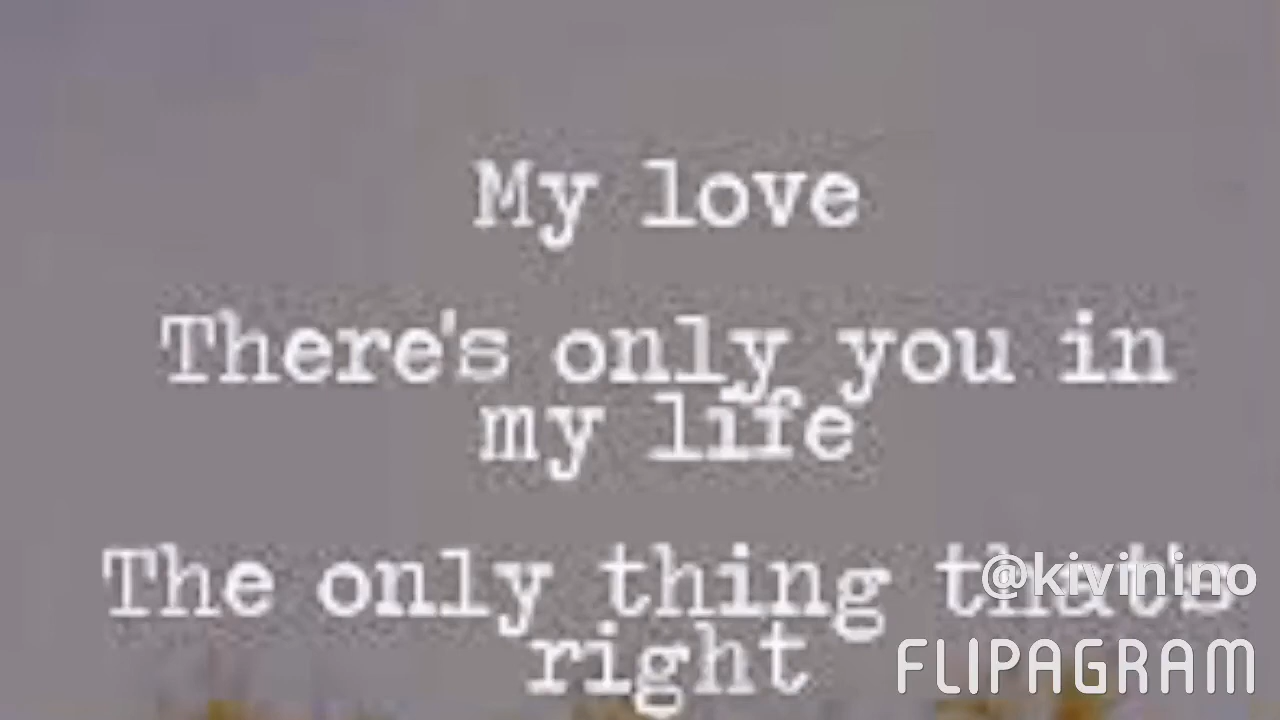 My love
There's only you in
my life
The only thing that's
right
@kivinino
FLIPAGRAM